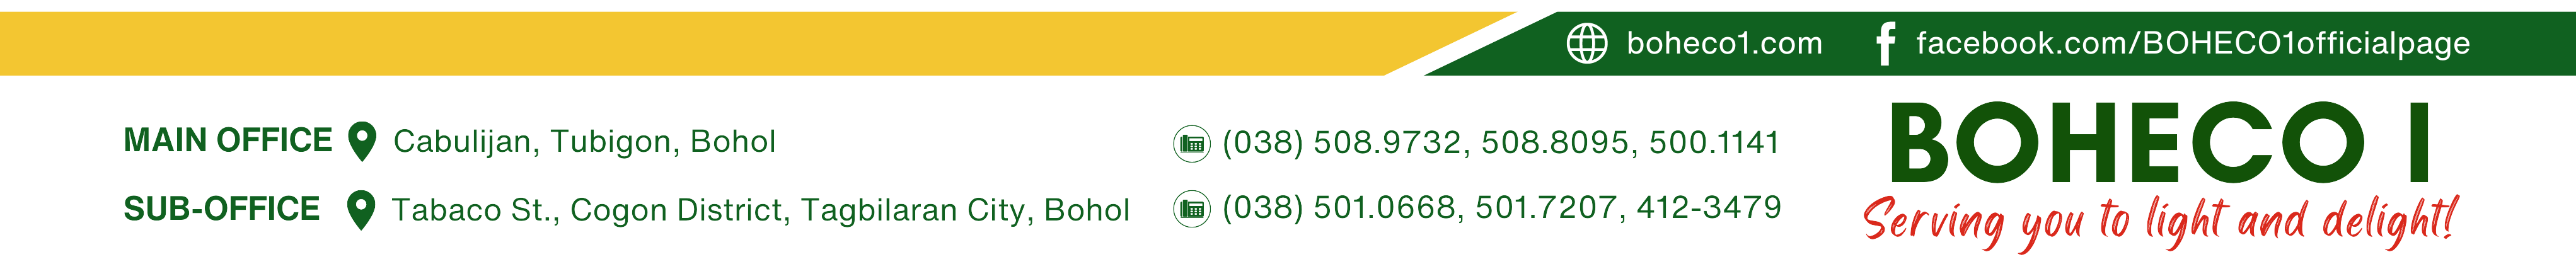 boheco1.com facebook.com/BOHECO1officialpage
MAIN OFFICE Cabulijan, Tubigon, Bohol (038) 508.9732, 508.8095, 500.1141
SUB-OFFICE Tabaco St., Cogon District, Tagbilaran City, Bohol (038) 501.0668, 501.7207, 412-3479
BOHECO I
Serving you to light and delight!